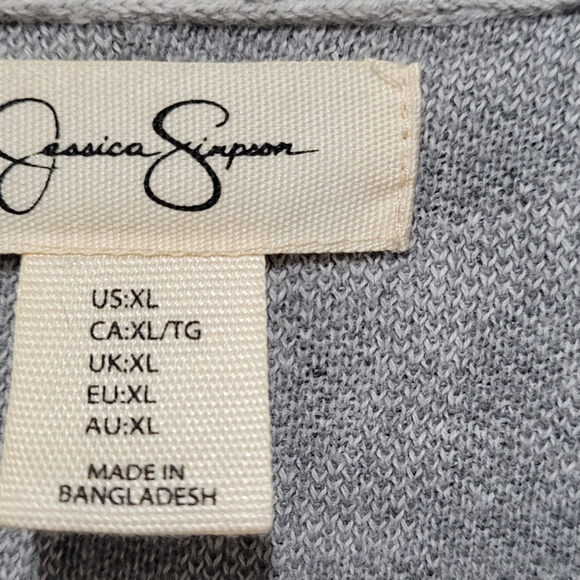 Jessica Simpson
US:XL
CA:XL/TG
UK:XL
EU:XL
AU:XL
MADE IN
BANGLADESH